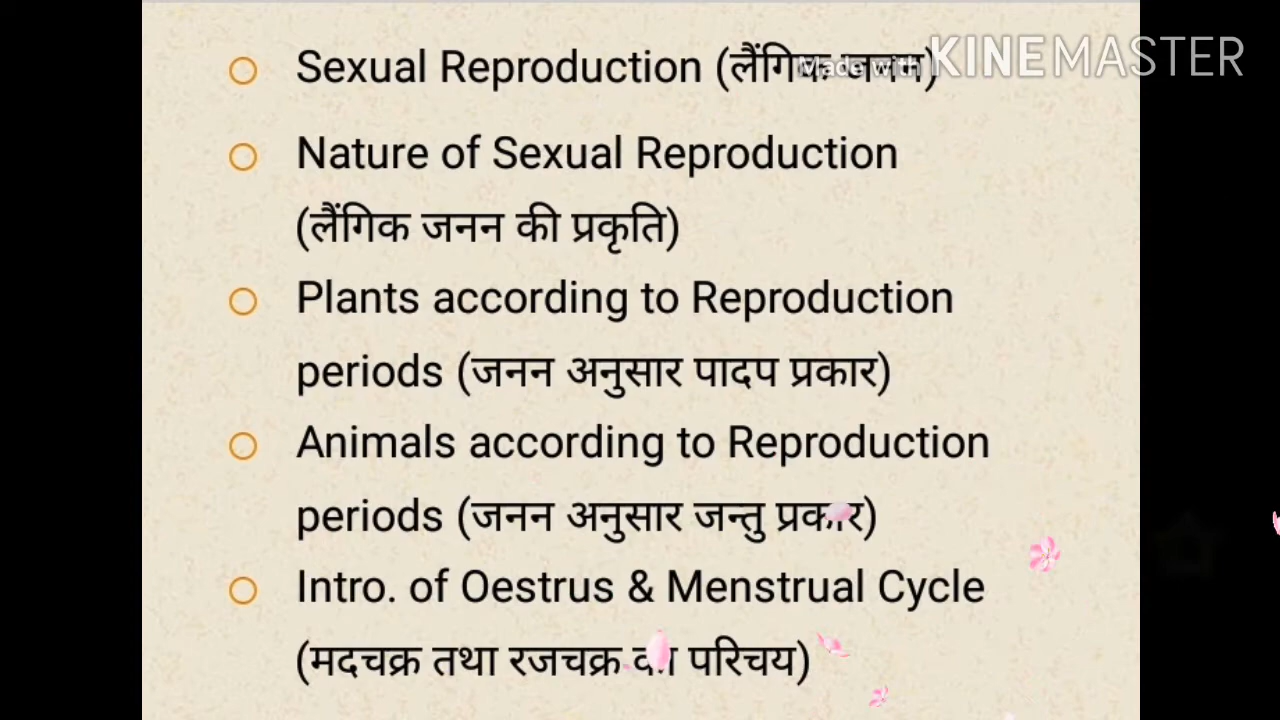 Sexual Reproduction (लैंगिक जनन)
Made with KINEMASTER
Nature of Sexual Reproduction
(लैंगिक जनन की प्रकृति)
Plants according to Reproduction
periods (जनन अनुसार पादप प्रकार)
Animals according to Reproduction
periods (जनन अनुसार जन्तु प्रकार)
Intro. of Oestrus & Menstrual Cycle
(मदचक्र तथा रजचक्र का परिचय)